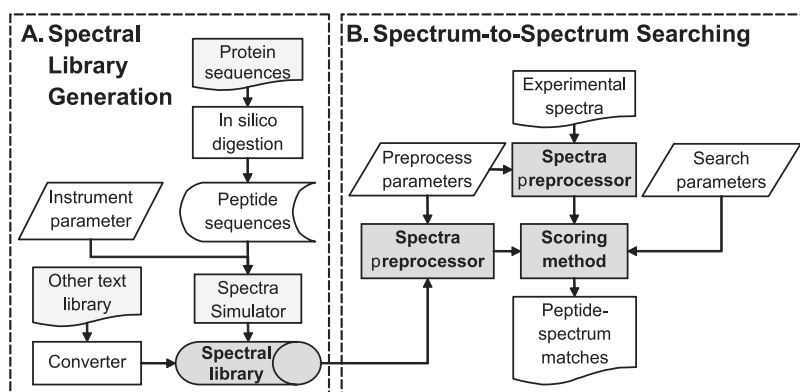 A. Spectral
Library
Generation
Protein
sequences
In silico
digestion
Instrument
parameter
Peptide
sequences
Other text
library
Spectra
Simulator
Converter
Spectral
library
B. Spectrum-to-Spectrum Searching
Experimental
spectra
Preprocess
parameters
Spectra
preprocessor
Search
parameters
Spectra
preprocessor
Scoring
method
Peptide-
spectrum
matches